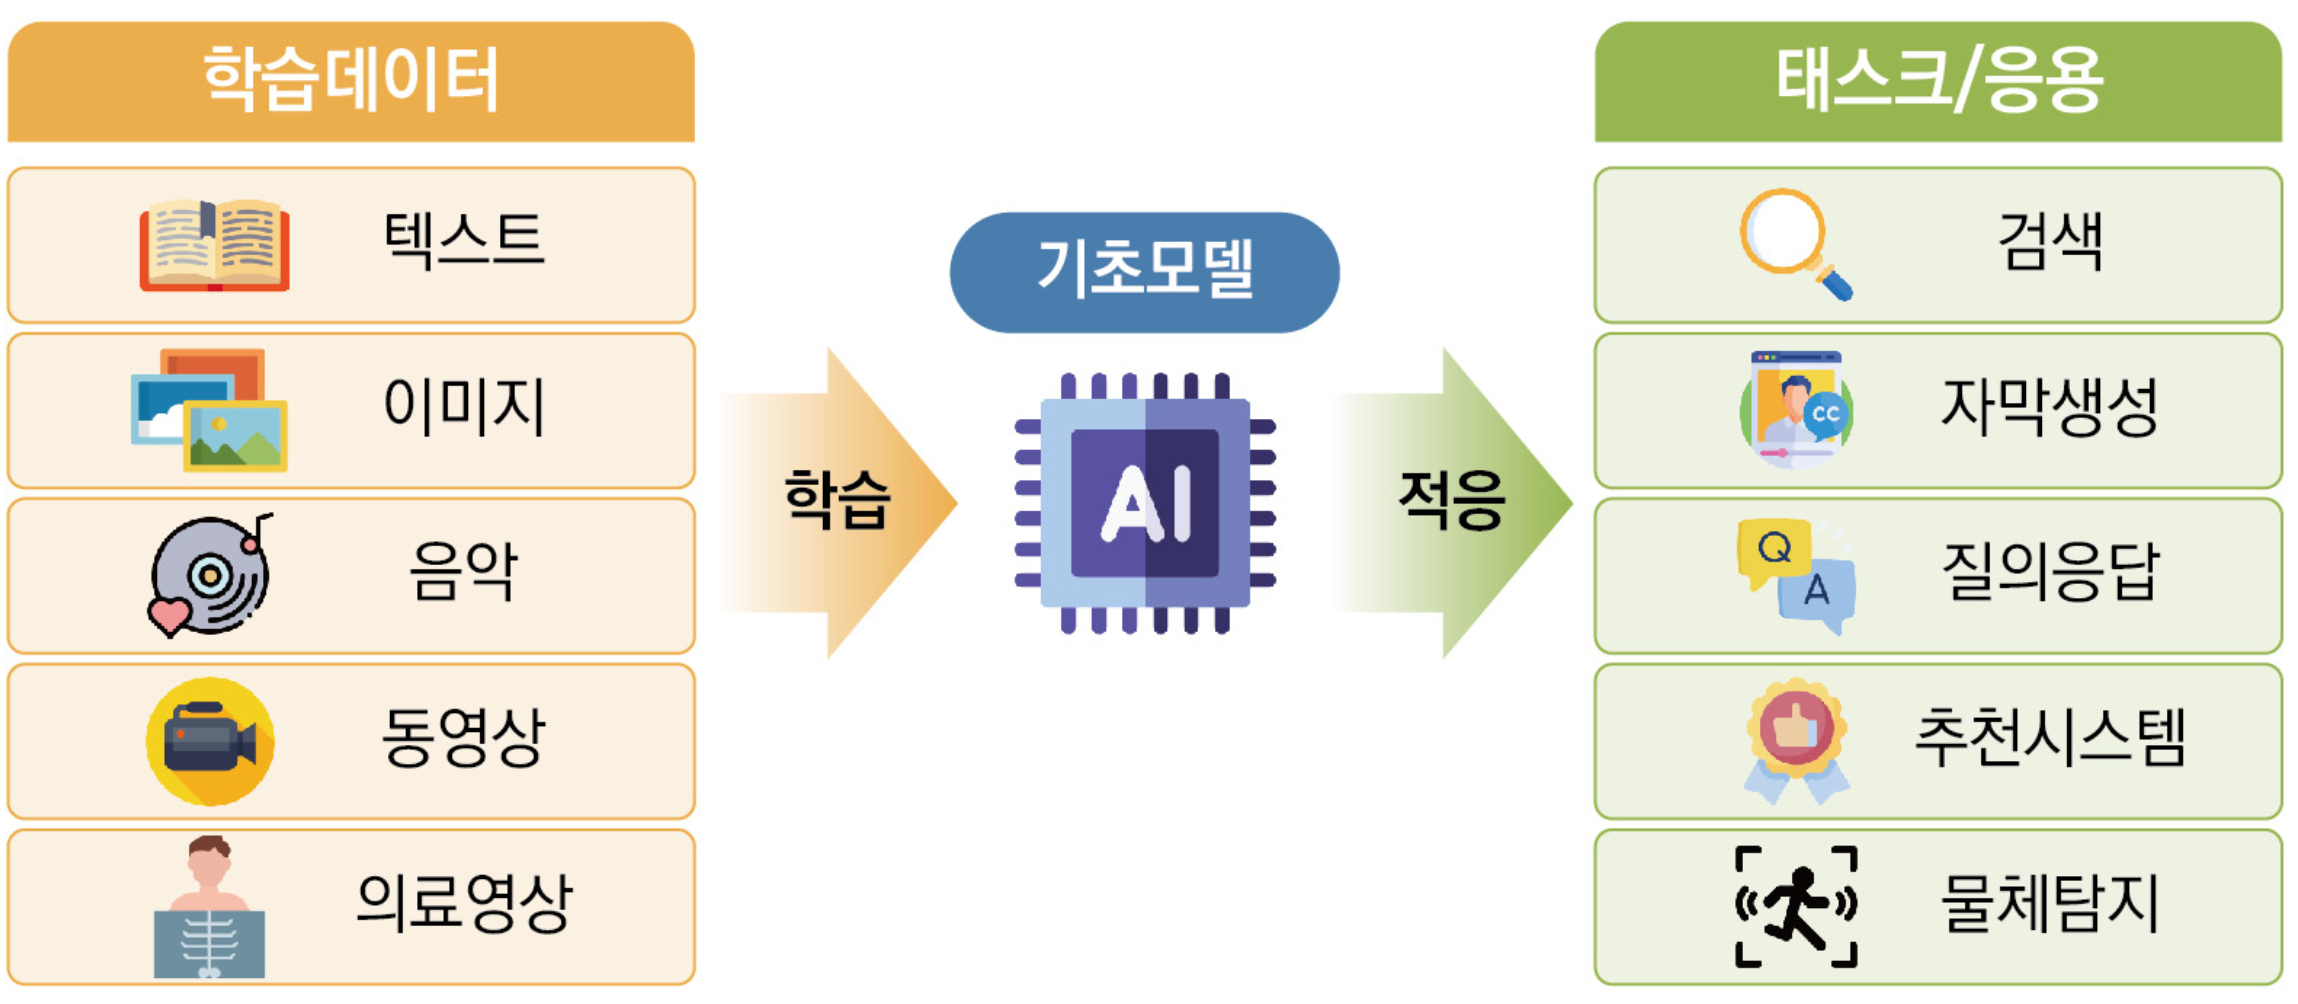 학습데이터
텍스트
이미지
음악
동영상
의료영상
학습
기초모델
AI
적응
태스크/응용
검색
CC
자막생성
Q
A
질의응답
추천시스템
물체탐지